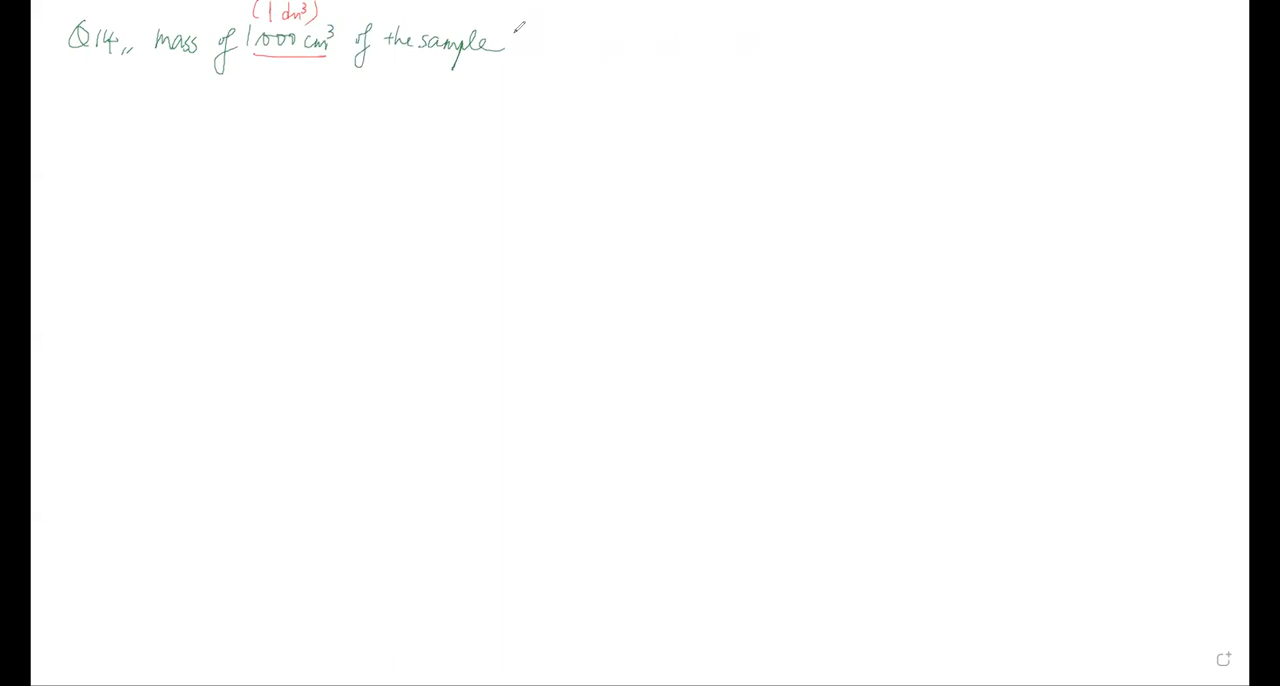 (1 dm³)
Q14,, mass of 1000 cm³ of the sample